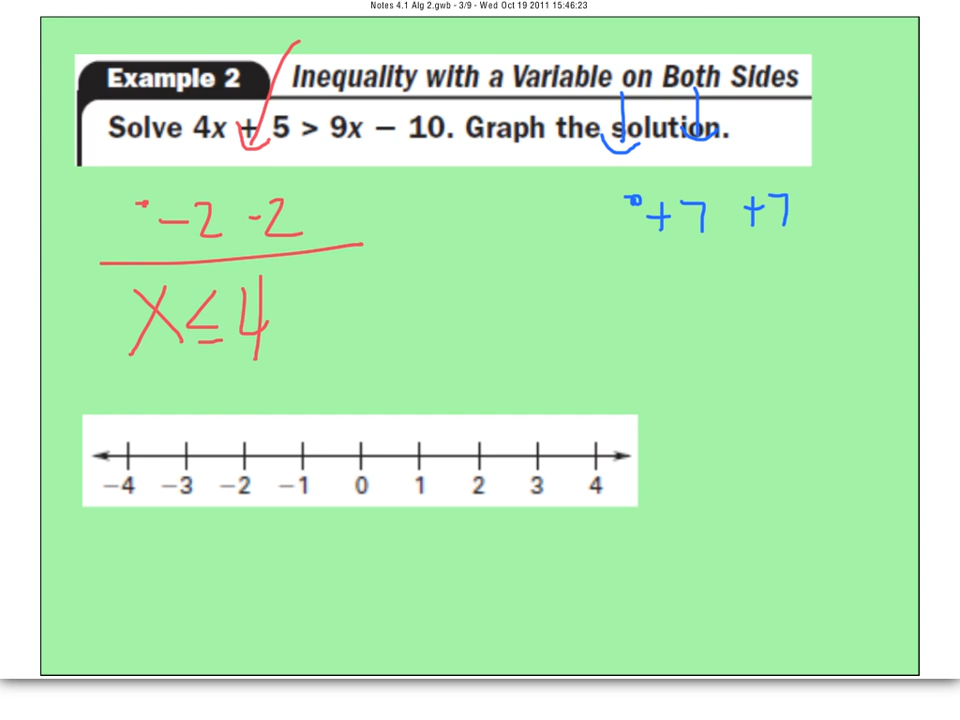 Notes 4.1 Alg 2.gwb - 3/9 - Wed Oct 19 2011 15:46:23
Example 2 Inequality with a Variable on Both Sides
Solve 4x + 5 > 9x – 10. Graph the solution.
−2 -2 +7 +7
x ≤ 4
−4 −3 −2 −1 0 1 2 3 4